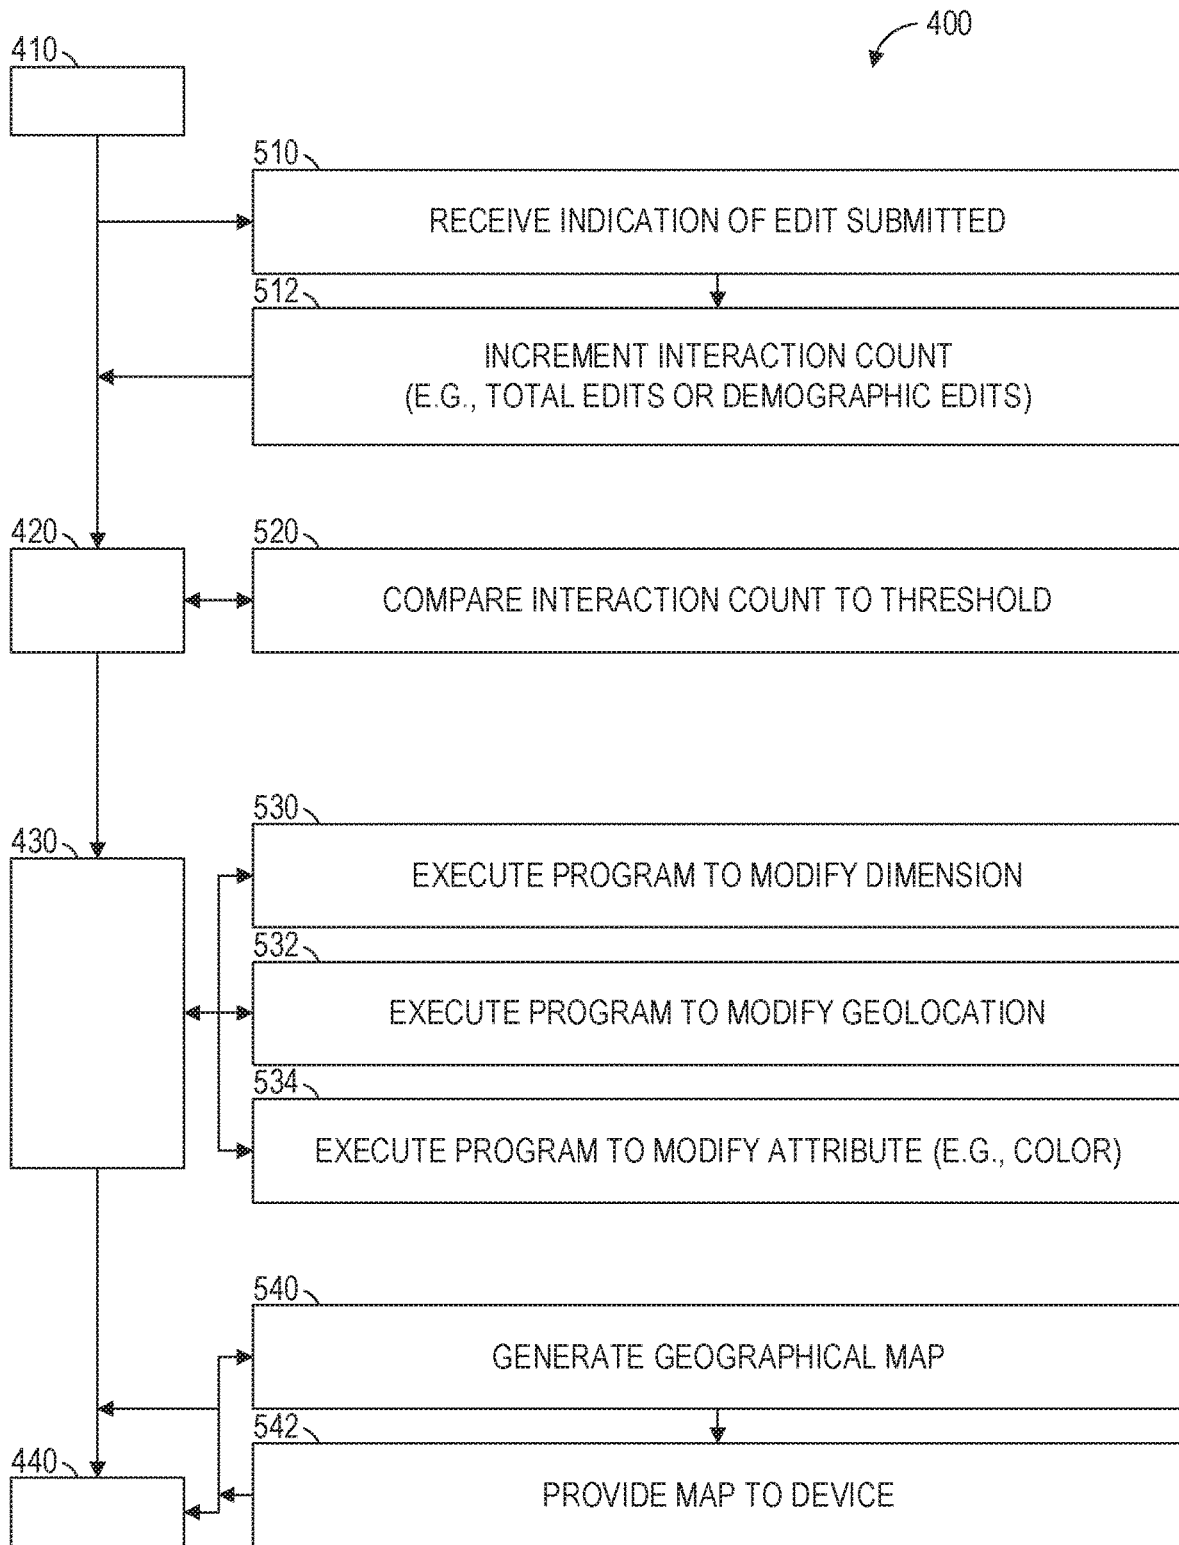 400
410
510
RECEIVE INDICATION OF EDIT SUBMITTED
512
INCREMENT INTERACTION COUNT
(E.G., TOTAL EDITS OR DEMOGRAPHIC EDITS)
420
520
COMPARE INTERACTION COUNT TO THRESHOLD
530
EXECUTE PROGRAM TO MODIFY DIMENSION
430
532
EXECUTE PROGRAM TO MODIFY GEOLOCATION
534
EXECUTE PROGRAM TO MODIFY ATTRIBUTE (E.G., COLOR)
540
GENERATE GEOGRAPHICAL MAP
542
440
PROVIDE MAP TO DEVICE